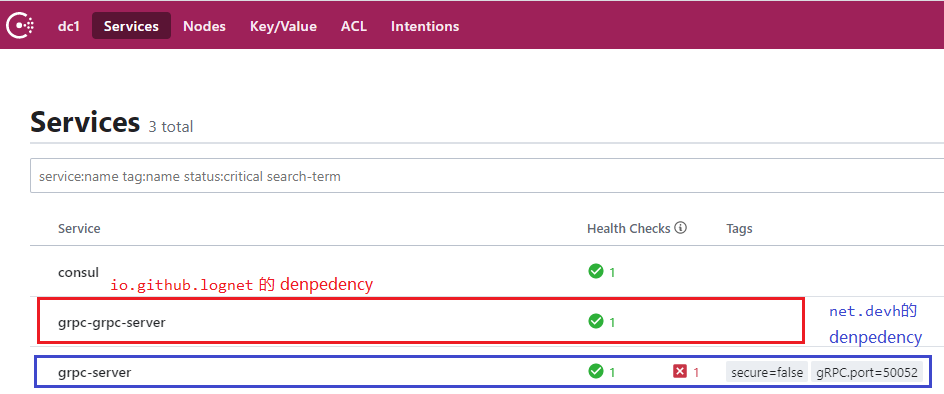 dc1 Services Nodes Key/Value ACL Intentions
Services 3 total
service:name tag:name status:critical search-term
Service Health Checks Tags
consul 1
io.github.lognet 的 denpedency
grpc-grpc-server 1
net.devh的
denpedency
grpc-server 1 1 secure=false gRPC.port=50052